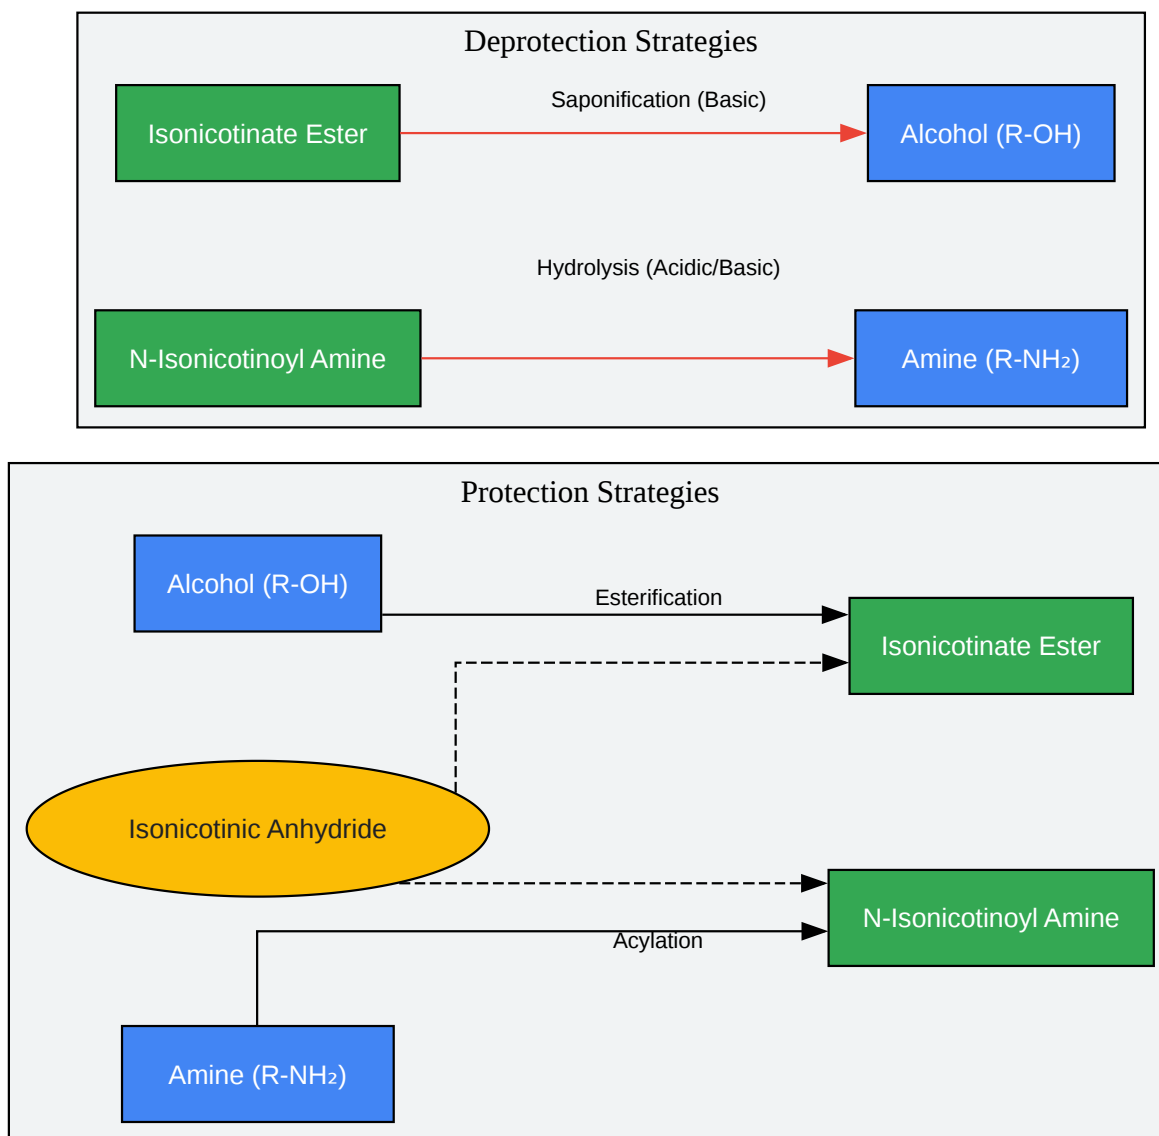 Deprotection Strategies
Saponification (Basic)
Isonicotinate Ester
Alcohol (R-OH)
Hydrolysis (Acidic/Basic)
N-Isonicotinoyl Amine
Amine (R-NH₂)
Protection Strategies
Alcohol (R-OH)
Esterification
Isonicotinate Ester
Isonicotinic Anhydride
N-Isonicotinoyl Amine
Acylation
Amine (R-NH₂)